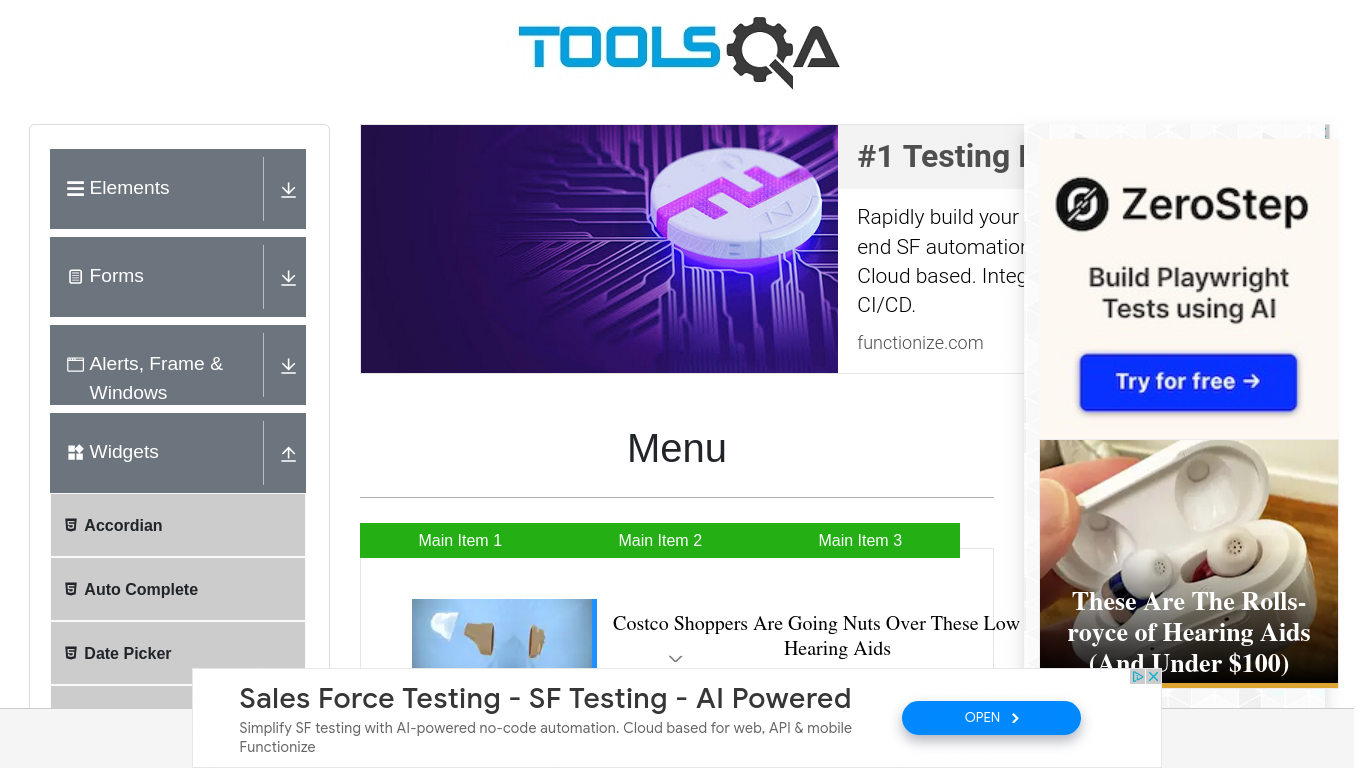 TOOLSQA
Elements
Forms
Alerts, Frame &
Windows
Widgets
Accordian
Auto Complete
Date Picker
#1 Testing
Rapidly build your
end SF automation
Cloud based.
CI/CD.
functionize.com
Menu
Main Item 1 Main Item 2 Main Item 3
Costco Shoppers Are Going Nuts Over These Low
Hearing Aids
ZeroStep
Build Playwright
Tests using AI
Try for free →
These Are The Rolls-
royce of Hearing Aids
(And Under $100)
Sales Force Testing - SF Testing - AI Powered
Simplify SF testing with AI-powered no-code automation. Cloud based for web, API & mobile
Functionize
OPEN